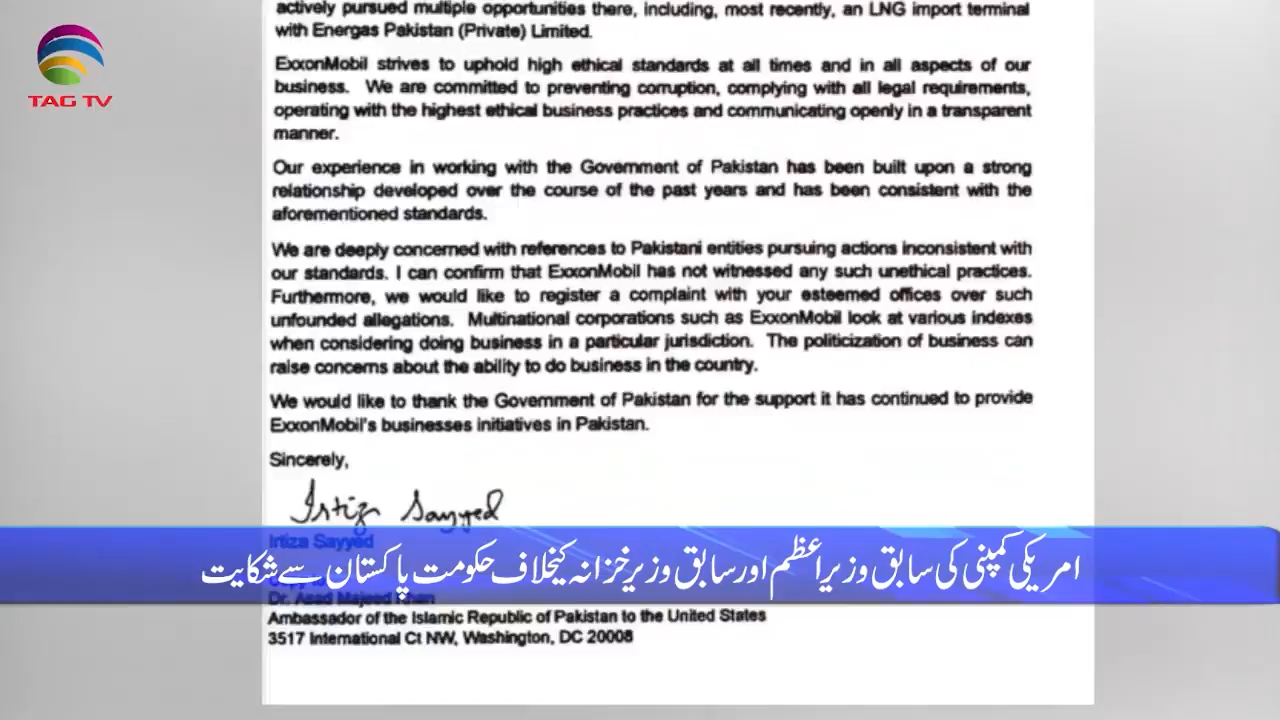 actively pursued multiple opportunities there, including, most recently, an LNG import terminal
with Energas Pakistan (Private) Limited.
TAG TV
ExxonMobil strives to uphold high ethical standards at all times and in all aspects of our
business. We are committed to preventing corruption, complying with all legal requirements,
operating with the highest ethical business practices and communicating openly in a transparent
manner.
Our experience in working with the Government of Pakistan has been built upon a strong
relationship developed over the course of the past years and has been consistent with the
aforementioned standards.
We are deeply concerned with references to Pakistani entities pursuing actions inconsistent with
our standards. I can confirm that ExxonMobil has not witnessed any such unethical practices.
Furthermore, we would like to register a complaint with your esteemed offices over such
unfounded allegations. Multinational corporations such as ExxonMobil look at various indexes
when considering doing business in a particular jurisdiction. The politicization of business can
raise concerns about the ability to do business in the country.
We would like to thank the Government of Pakistan for the support it has continued to provide
ExxonMobil's businesses initiatives in Pakistan.
Sincerely,
Irtiza Sayyed
Irtiza Sayyed
امریکی کمپنی کی سابق وزیراعظم اور سابق وزیرخزانہ کیخلاف حکومت پاکستان سے شکایت
Dr. Asad Majeed Khan
Ambassador of the Islamic Republic of Pakistan to the United States
3517 International Ct NW, Washington, DC 20008